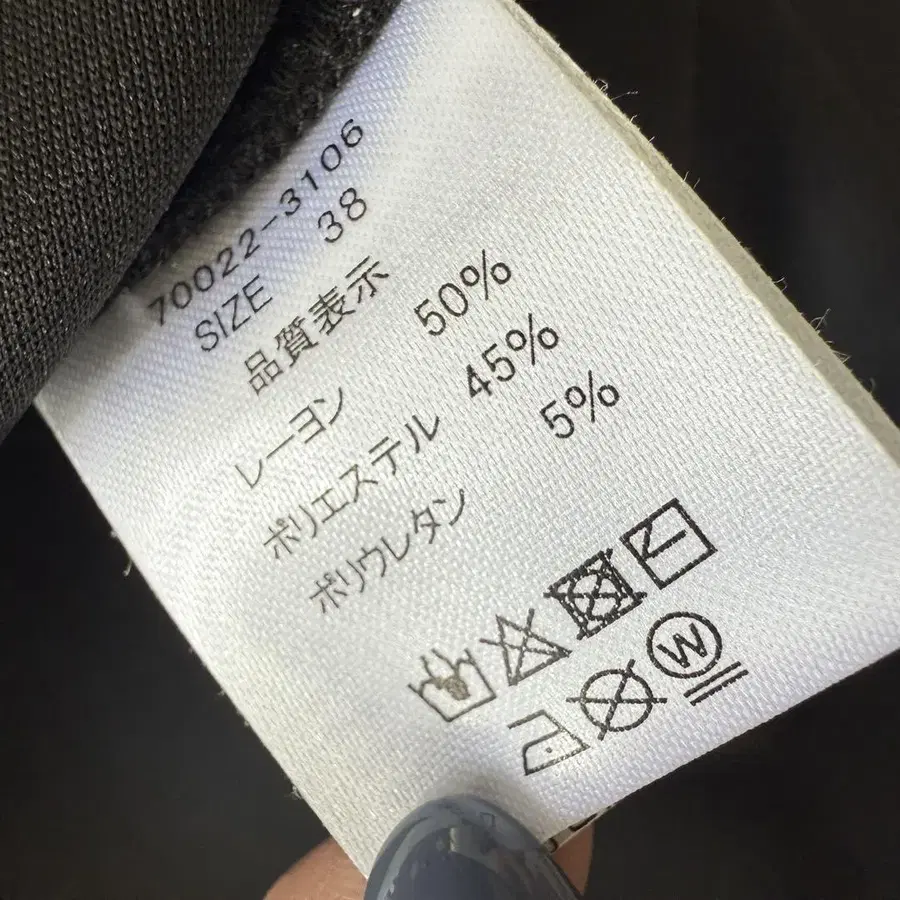 70022-3106
SIZE 38
品質表示
レーヨン 50%
ポリエステル 45%
ポリウレタン 5%
W